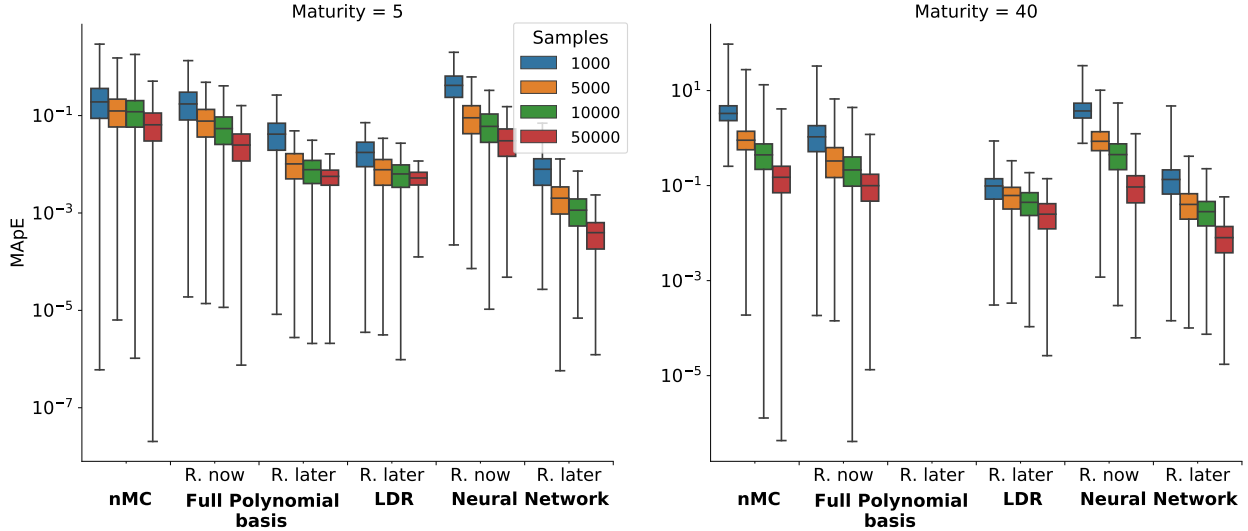 Maturity = 5
Maturity = 40
Samples
1000
5000
10000
50000
MApE
10⁻¹
10⁻³
10⁻⁵
10⁻⁷
10¹
10⁻¹
10⁻³
10⁻⁵
R. now R. later R. later R. now R. later
nMC Full Polynomial basis LDR Neural Network
R. now R. later R. later R. now R. later
nMC Full Polynomial basis LDR Neural Network